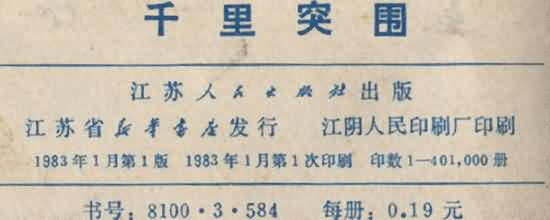 千里突围
江苏人民出版社出版
江苏省新华书店发行 江阴人民印刷厂印刷
1983年1月第1版 1983年1月第1次印刷 印数1—401,000册
书号：8100·3·584 每册：0.19元